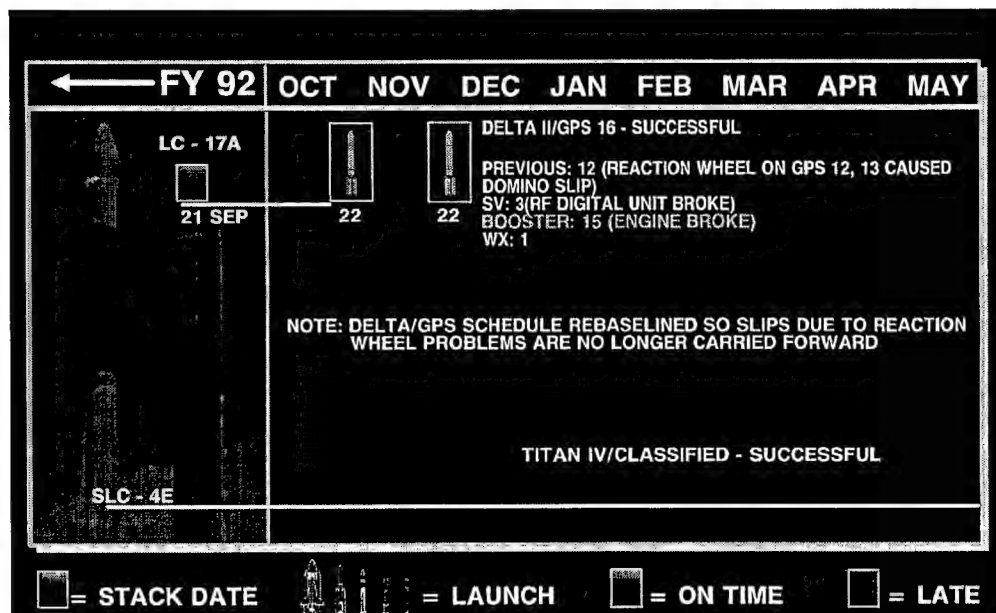 FY 92 OCT NOV DEC JAN FEB MAR APR MAY
LC - 17A
21 SEP
22
22
DELTA II/GPS 16 - SUCCESSFUL
PREVIOUS: 12 (REACTION WHEEL ON GPS 12, 13 CAUSED
DOMINO SLIP)
SV: 3(RF DIGITAL UNIT BROKE)
BOOSTER: 15 (ENGINE BROKE)
WX: 1
NOTE: DELTA/GPS SCHEDULE REBASELINED SO SLIPS DUE TO REACTION
WHEEL PROBLEMS ARE NO LONGER CARRIED FORWARD
TITAN IV/CLASSIFIED - SUCCESSFUL
SLC - 4E
= STACK DATE = LAUNCH = ON TIME = LATE